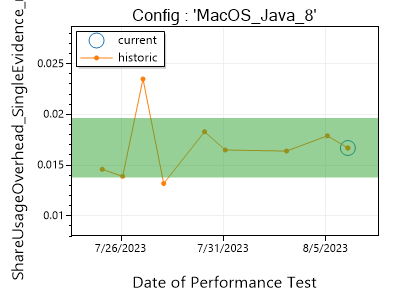 Config : 'MacOS_Java_8'
current
historic
0.025
0.02
0.015
0.01
7/26/2023
7/31/2023
8/5/2023
Date of Performance Test
ShareUsageOverhead_SingleEvidence_